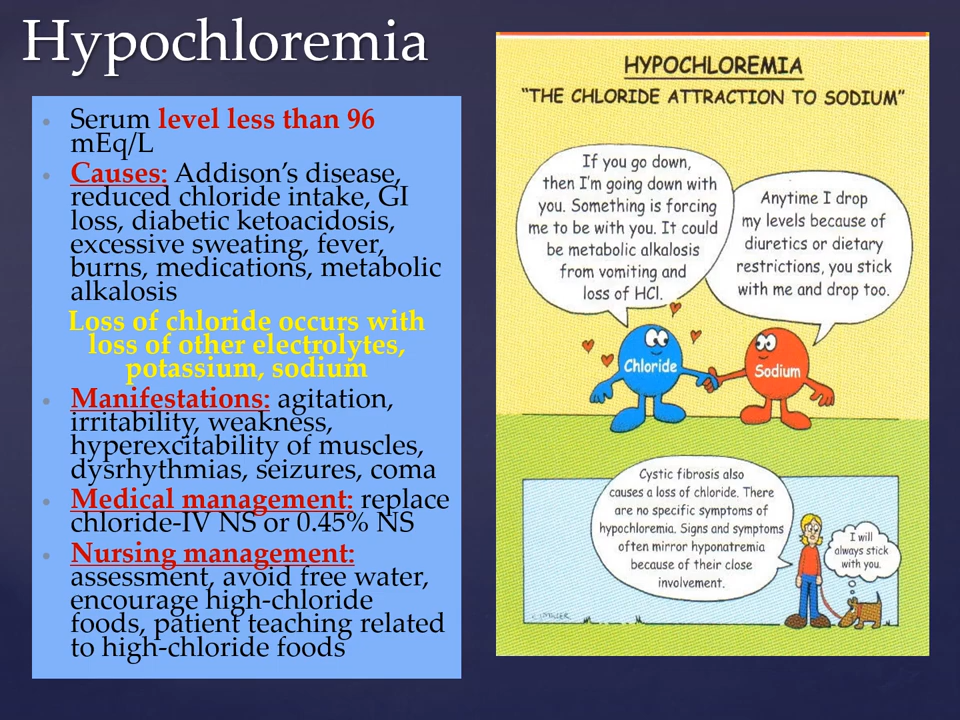 Hypochloremia
Serum level less than 96
mEq/L
Causes: Addison's disease,
reduced chloride intake, GI
loss, diabetic ketoacidosis,
excessive sweating, fever,
burns, medications, metabolic
alkalosis
Loss of chloride occurs with
loss of other electrolytes,
potassium, sodium
Manifestations: agitation,
irritability, weakness,
hyperexcitability of muscles,
dysrhythmias, seizures, coma
Medical management: replace
chloride-IV NS or 0.45% NS
Nursing management:
assessment, avoid free water,
encourage high-chloride
foods, patient teaching related
to high-chloride foods
HYPOCHLOREMIA
"THE CHLORIDE ATTRACTION TO SODIUM"
If you go down,
then I'm going down with
you. Something is forcing
me to be with you. It could
be metabolic alkalosis
from vomiting and
loss of HCl.
Anytime I drop
my levels because of
diuretics or dietary
restrictions, you stick
with me and drop too.
Chloride
Sodium
Cystic fibrosis also
causes a loss of chloride. There
are no specific symptoms of
hypochloremia. Signs and symptoms
often mirror hyponatremia
because of their close
involvement.
I will
always stick
with you.
C. MILLER